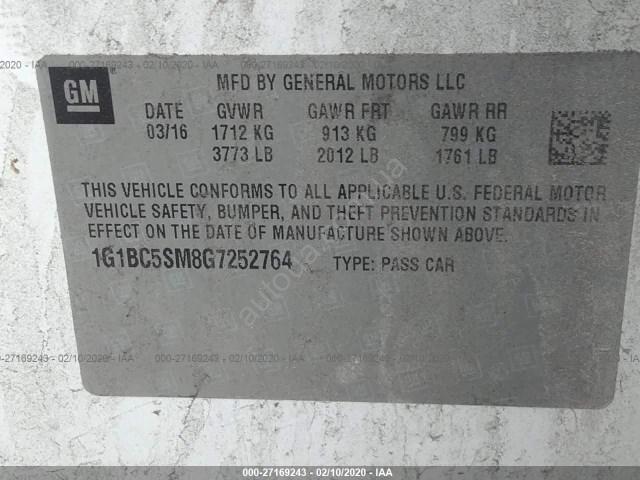 GM
MFD BY GENERAL MOTORS LLC
DATE GVWR GAWR FRT GAWR RR
03/16 1712 KG 913 KG 799 KG
3773 LB 2012 LB 1761 LB
THIS VEHICLE CONFORMS TO ALL APPLICABLE U.S. FEDERAL MOTOR
VEHICLE SAFETY, BUMPER, AND THEFT PREVENTION STANDARDS IN
EFFECT ON THE DATE OF MANUFACTURE SHOWN ABOVE.
1G1BC5SM8G7252764 TYPE: PASS CAR
000-27169243 - 02/10/2020 - IAA